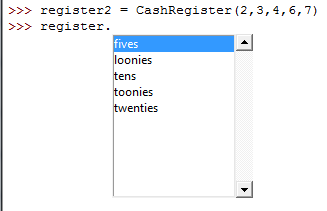 >>> register2 = CashRegister(2,3,4,6,7)
>>> register.
fives
loonies
tens
toonies
twenties